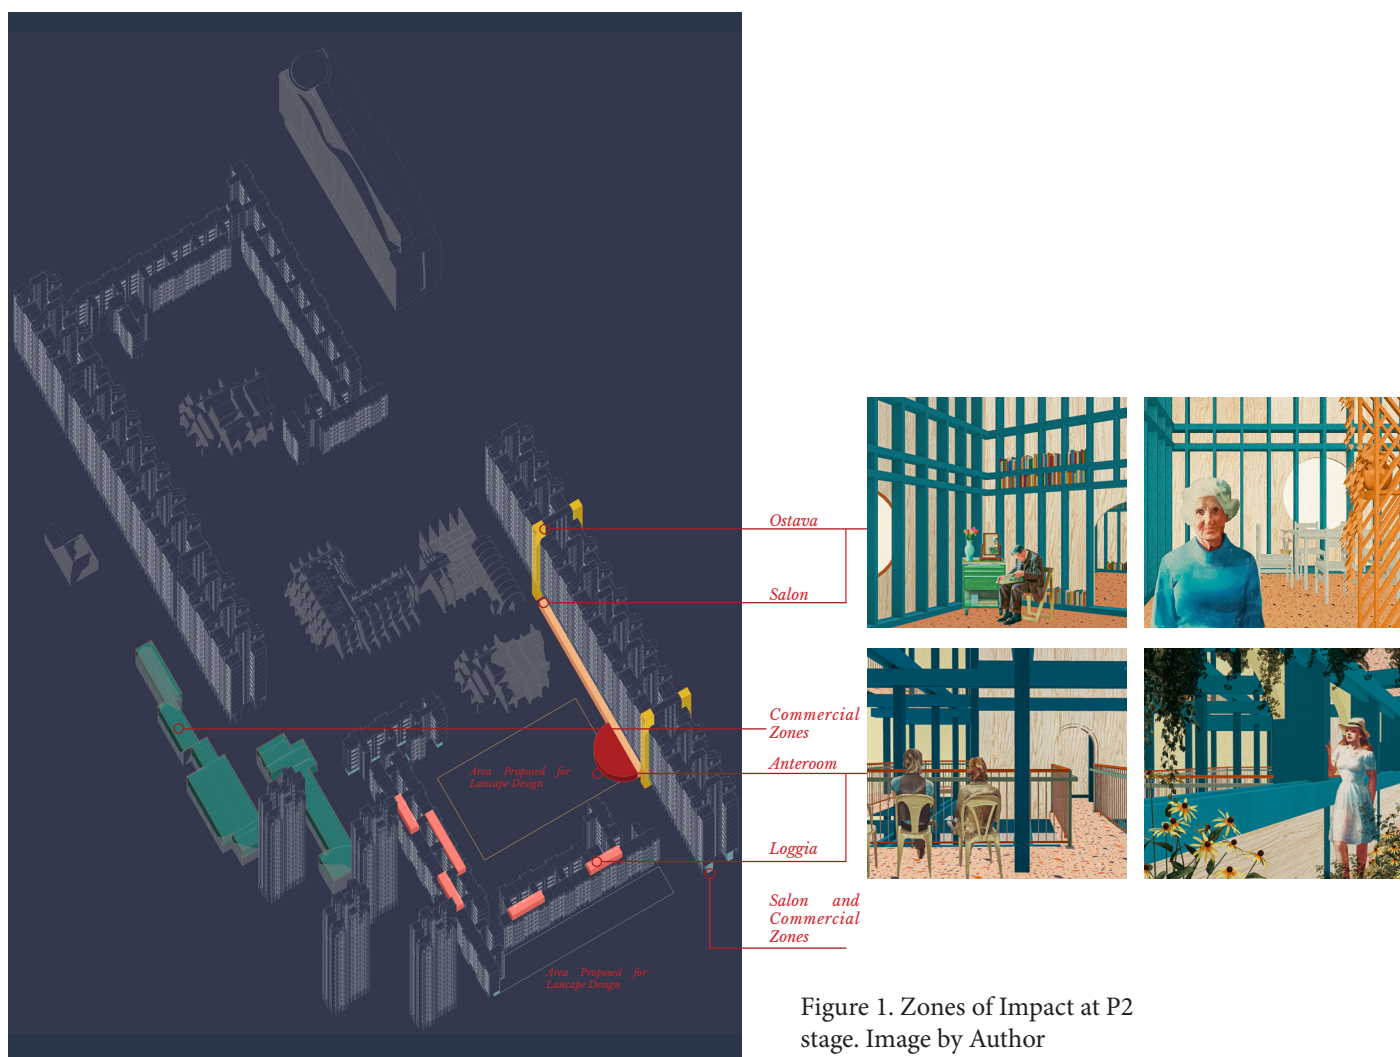 Ostava
Salon
Commercial
Zones
Anteroom
Area Proposed for
Lancape Design
Loggia
Salon and
Commercial
Zones
Area Proposed for
Lancape Design
Figure 1. Zones of Impact at P2
stage. Image by Author